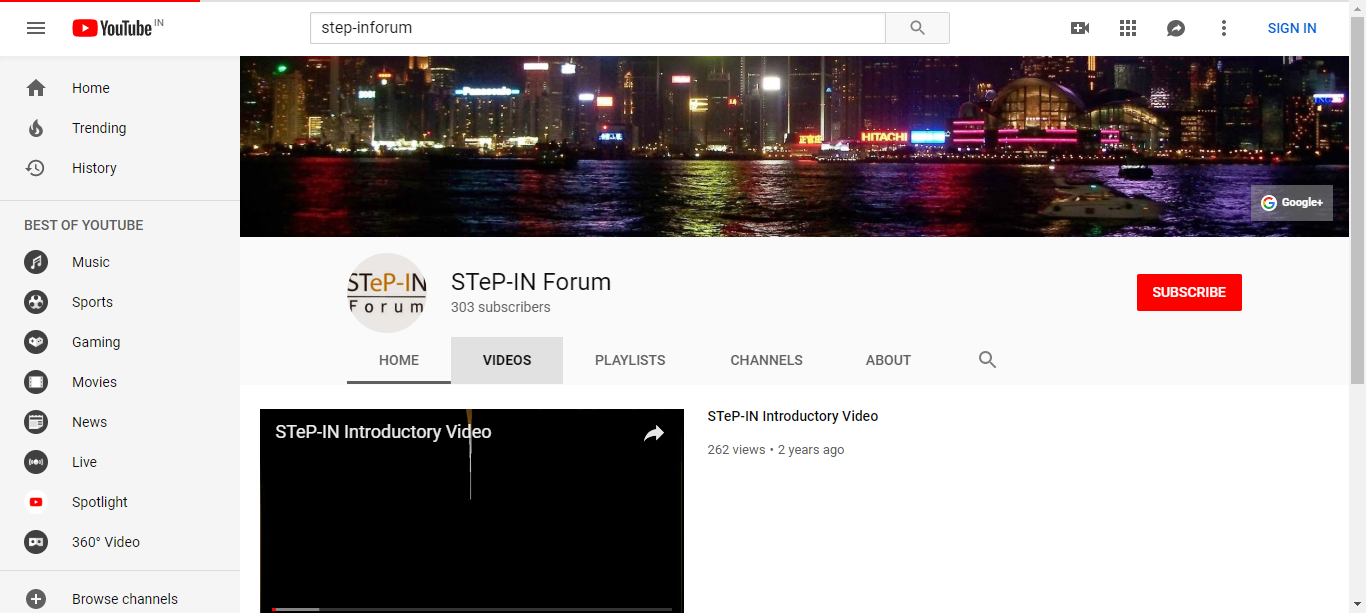 YouTube IN
step-inforum
SIGN IN
Home
Trending
History
BEST OF YOUTUBE
Music
Sports
Gaming
Movies
News
Live
Spotlight
360° Video
Browse channels
Panasonic
HITACHI
Google+
STeP-IN
Forum
STeP-IN Forum
303 subscribers
SUBSCRIBE
HOME
VIDEOS
PLAYLISTS
CHANNELS
ABOUT
STeP-IN Introductory Video
STeP-IN Introductory Video
262 views • 2 years ago